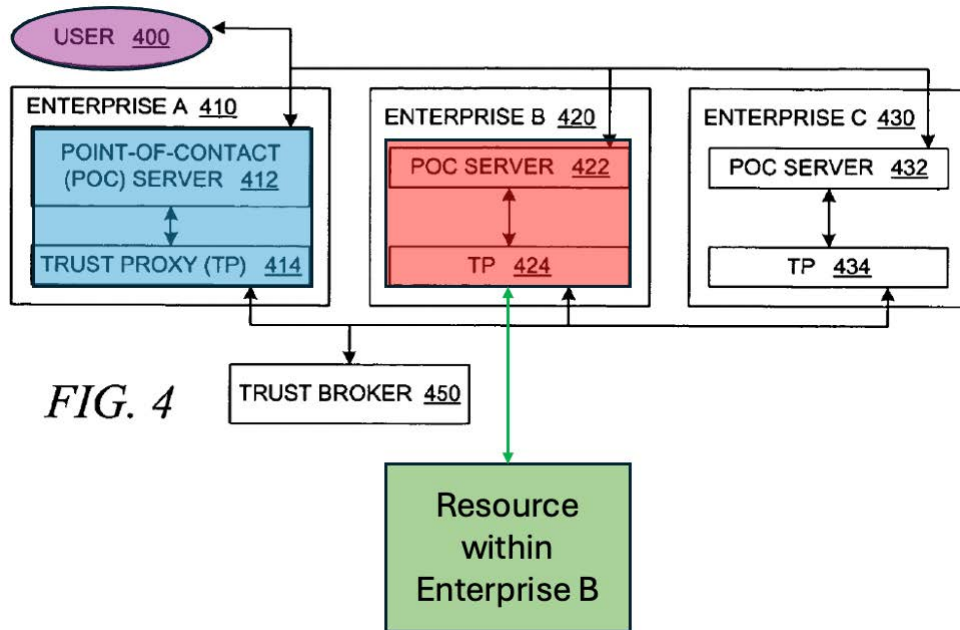 USER 400
ENTERPRISE A 410
POINT-OF-CONTACT
(POC) SERVER 412
TRUST PROXY (TP) 414
ENTERPRISE B 420
POC SERVER 422
TP 424
ENTERPRISE C 430
POC SERVER 432
TP 434
FIG. 4
TRUST BROKER 450
Resource
within
Enterprise B